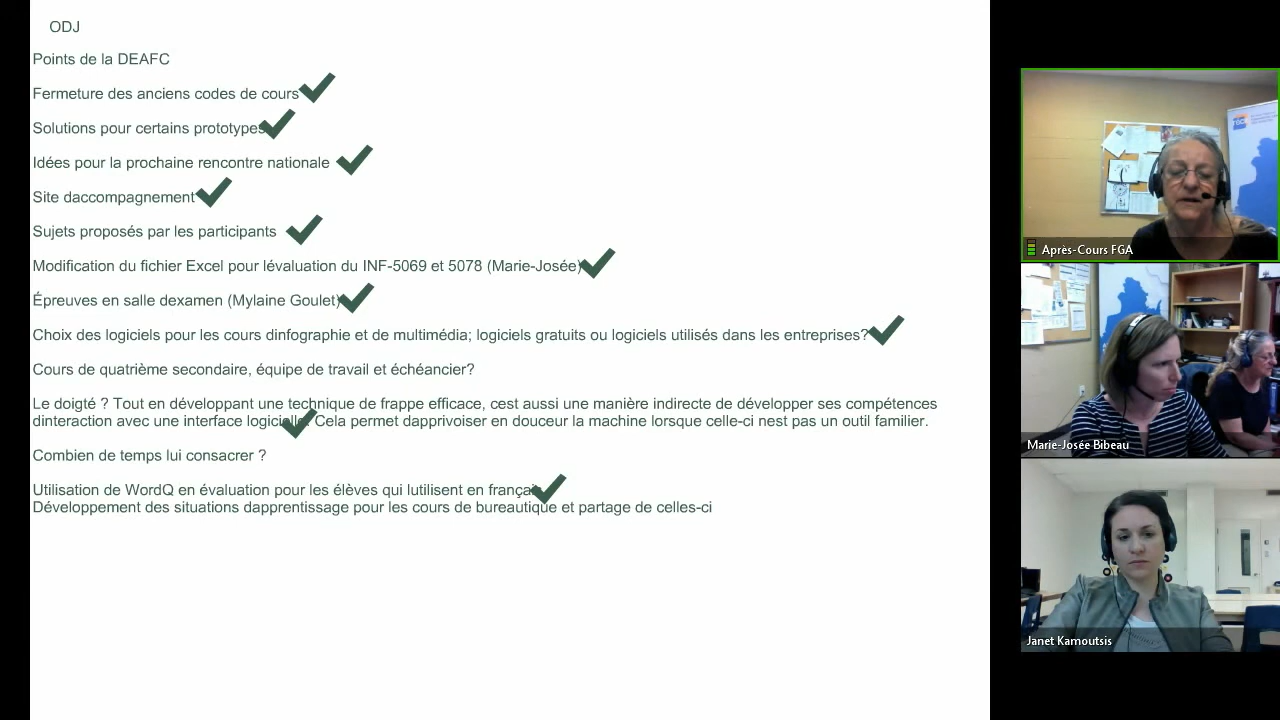 ODJ
Points de la DEAFC
Fermeture des anciens codes de cours
Solutions pour certains prototypes
Idées pour la prochaine rencontre nationale
Site daccompagnement
Sujets proposés par les participants
Modification du fichier Excel pour lévaluation du INF-5069 et 5078 (Marie-Josée)
Épreuves en salle dexamen (Mylaine Goulet)
Choix des logiciels pour les cours dinfographie et de multimédia; logiciels gratuits ou logiciels utilisés dans les entreprises?
Cours de quatrième secondaire, équipe de travail et échéancier?
Le doigté ? Tout en développant une technique de frappe efficace, cest aussi une manière indirecte de développer ses compétences
dinteraction avec une interface logicielle. Cela permet dapprivoiser en douceur la machine lorsque celle-ci nest pas un outil familier.
Combien de temps lui consacrer ?
Utilisation de WordQ en évaluation pour les élèves qui lutilisent en français
Développement des situations dapprentissage pour les cours de bureautique et partage de celles-ci
Après-Cours FGA
Marie-Josée Bibeau
Janet Kamoutsis